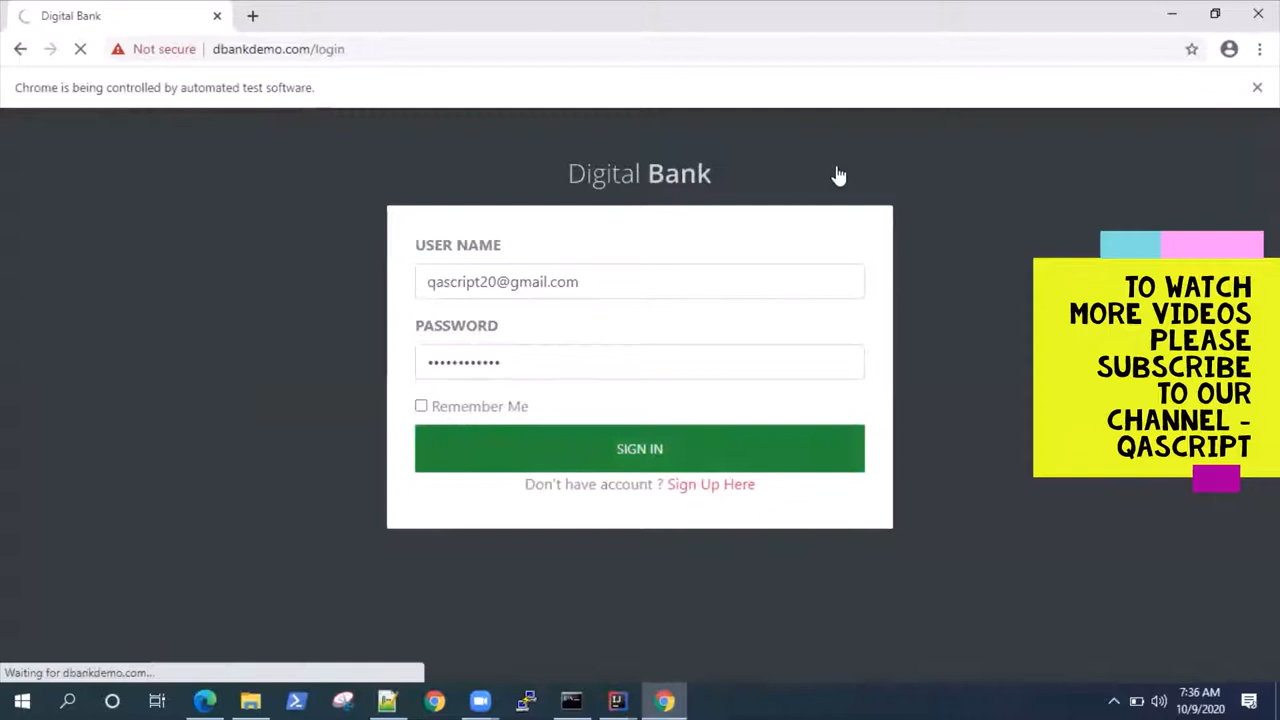 Digital Bank
Not secure
dbankdemo.com/login
Chrome is being controlled by automated test software.
Digital Bank
USER NAME
qascript20@gmail.com
PASSWORD
••••••••••••
Remember Me
SIGN IN
Don't have account ? Sign Up Here
TO WATCH
MORE VIDEOS
PLEASE
SUBSCRIBE
TO OUR
CHANNEL -
QASCRIPT
Waiting for dbankdemo.com...
7:36 AM
10/9/2020